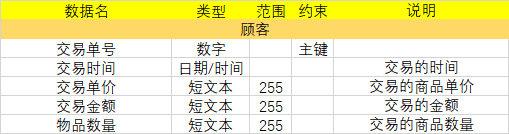 数据名 类型 范围 约束 说明
顾客
交易单号 数字 主键
交易时间 日期/时间 交易的时间
交易单价 短文本 255 交易的商品单价
交易金额 短文本 255 交易的金额
物品数量 短文本 255 交易的商品数量